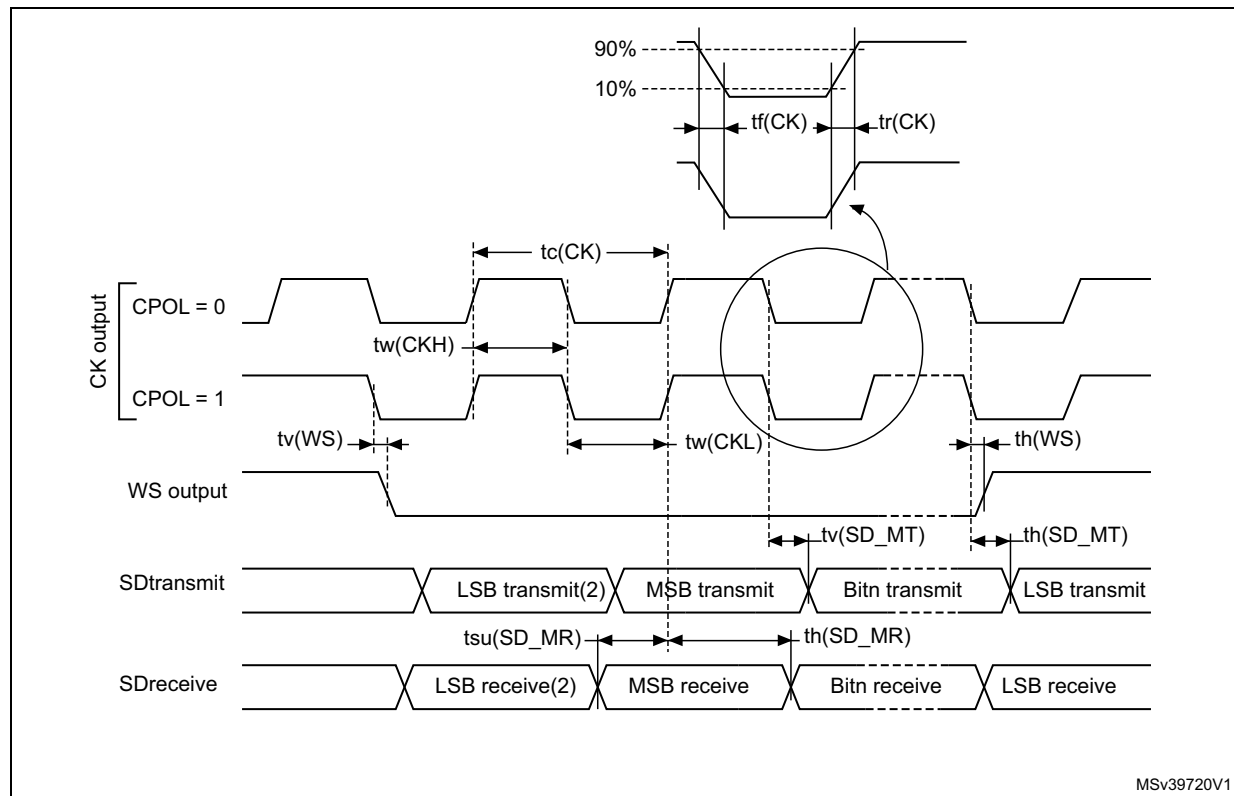 90%
10%
tf(CK)
tr(CK)
tc(CK)
CK output
CPOL = 0
tw(CKH)
CPOL = 1
tv(WS)
tw(CKL)
th(WS)
WS output
tv(SD_MT)
th(SD_MT)
SDtransmit
LSB transmit(2)
MSB transmit
Bitn transmit
LSB transmit
tsu(SD_MR)
th(SD_MR)
SDreceive
LSB receive(2)
MSB receive
Bitn receive
LSB receive
MSv39720V1